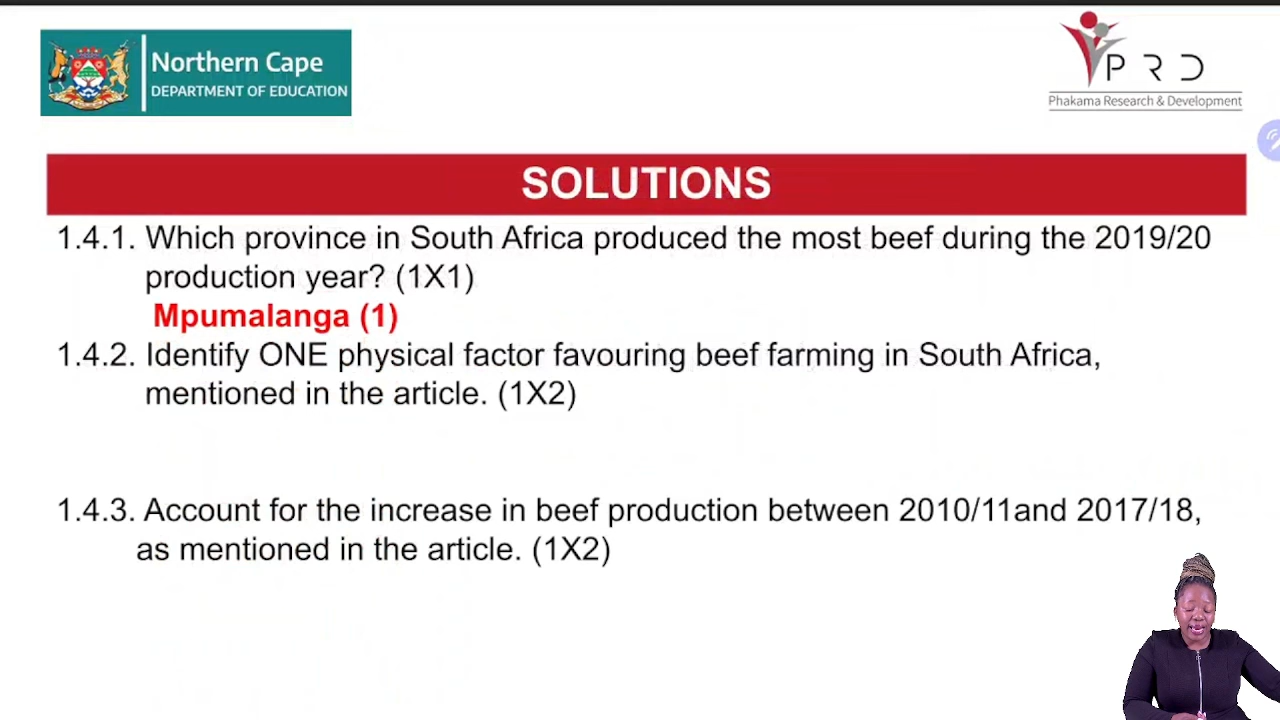 Northern Cape
DEPARTMENT OF EDUCATION
PRD
Phakama Research & Development
SOLUTIONS
1.4.1. Which province in South Africa produced the most beef during the 2019/20
production year? (1X1)
Mpumalanga (1)
1.4.2. Identify ONE physical factor favouring beef farming in South Africa,
mentioned in the article. (1X2)
1.4.3. Account for the increase in beef production between 2010/11and 2017/18,
as mentioned in the article. (1X2)